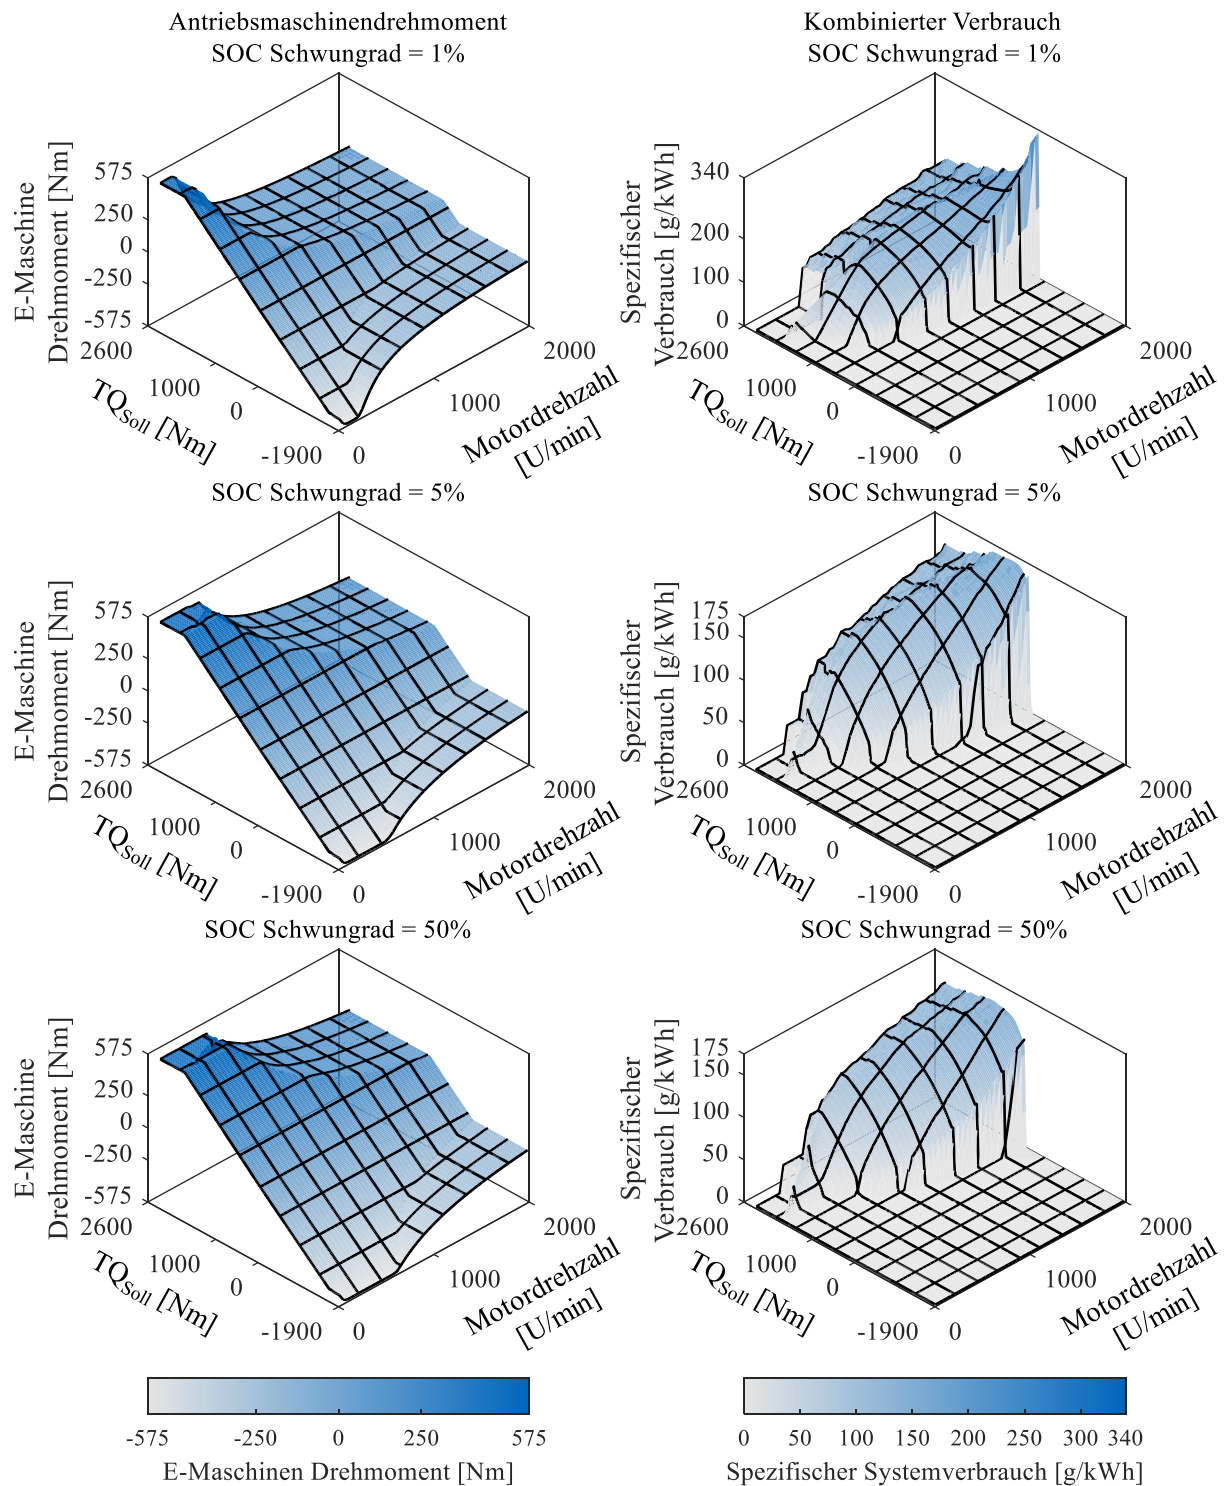 Antriebsmaschinendrehmoment
SOC Schwungrad = 1%
E-Maschine
Drehmoment [Nm]
575
250
0
-250
-575
2600
1000
0
-1900
TQSoll [Nm]
0
1000
2000
Motordrehzahl
[U/min]
Kombinierter Verbrauch
SOC Schwungrad = 1%
Spezifischer
Verbrauch [g/kWh]
340
200
100
0
2600
1000
0
-1900
TQSoll [Nm]
0
1000
2000
Motordrehzahl
[U/min]
SOC Schwungrad = 5%
E-Maschine
Drehmoment [Nm]
575
250
0
-250
-575
2600
1000
0
-1900
TQSoll [Nm]
0
1000
2000
Motordrehzahl
[U/min]
SOC Schwungrad = 5%
Spezifischer
Verbrauch [g/kWh]
175
150
100
50
0
2600
1000
0
-1900
TQSoll [Nm]
0
1000
2000
Motordrehzahl
[U/min]
SOC Schwungrad = 50%
E-Maschine
Drehmoment [Nm]
575
250
0
-250
-575
2600
1000
0
-1900
TQSoll [Nm]
0
1000
2000
Motordrehzahl
[U/min]
SOC Schwungrad = 50%
Spezifischer
Verbrauch [g/kWh]
175
150
100
50
0
2600
1000
0
-1900
TQSoll [Nm]
0
1000
2000
Motordrehzahl
[U/min]
-575 -250 0 250 575
E-Maschinen Drehmoment [Nm]
0 50 100 150 200 250 300 340
Spezifischer Systemverbrauch [g/kWh]